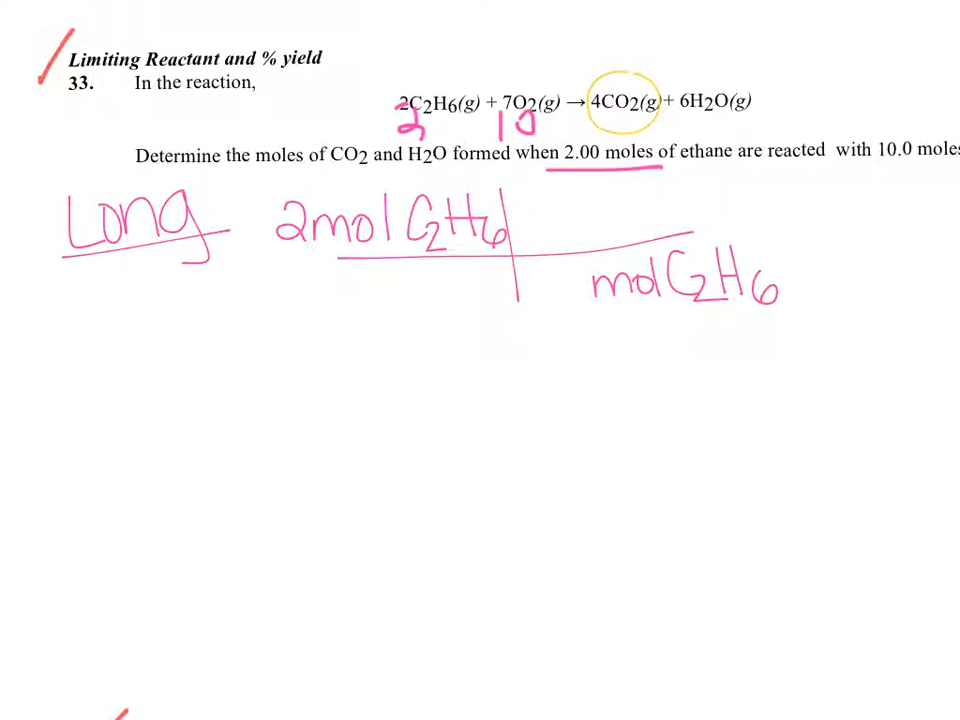 Limiting Reactant and % yield
33. In the reaction,
2C2H6(g) + 7O2(g) → 4CO2(g) + 6H2O(g)
2 10
Determine the moles of CO2 and H2O formed when 2.00 moles of ethane are reacted with 10.0 moles
Long 2mol C2H6
mol C2H6